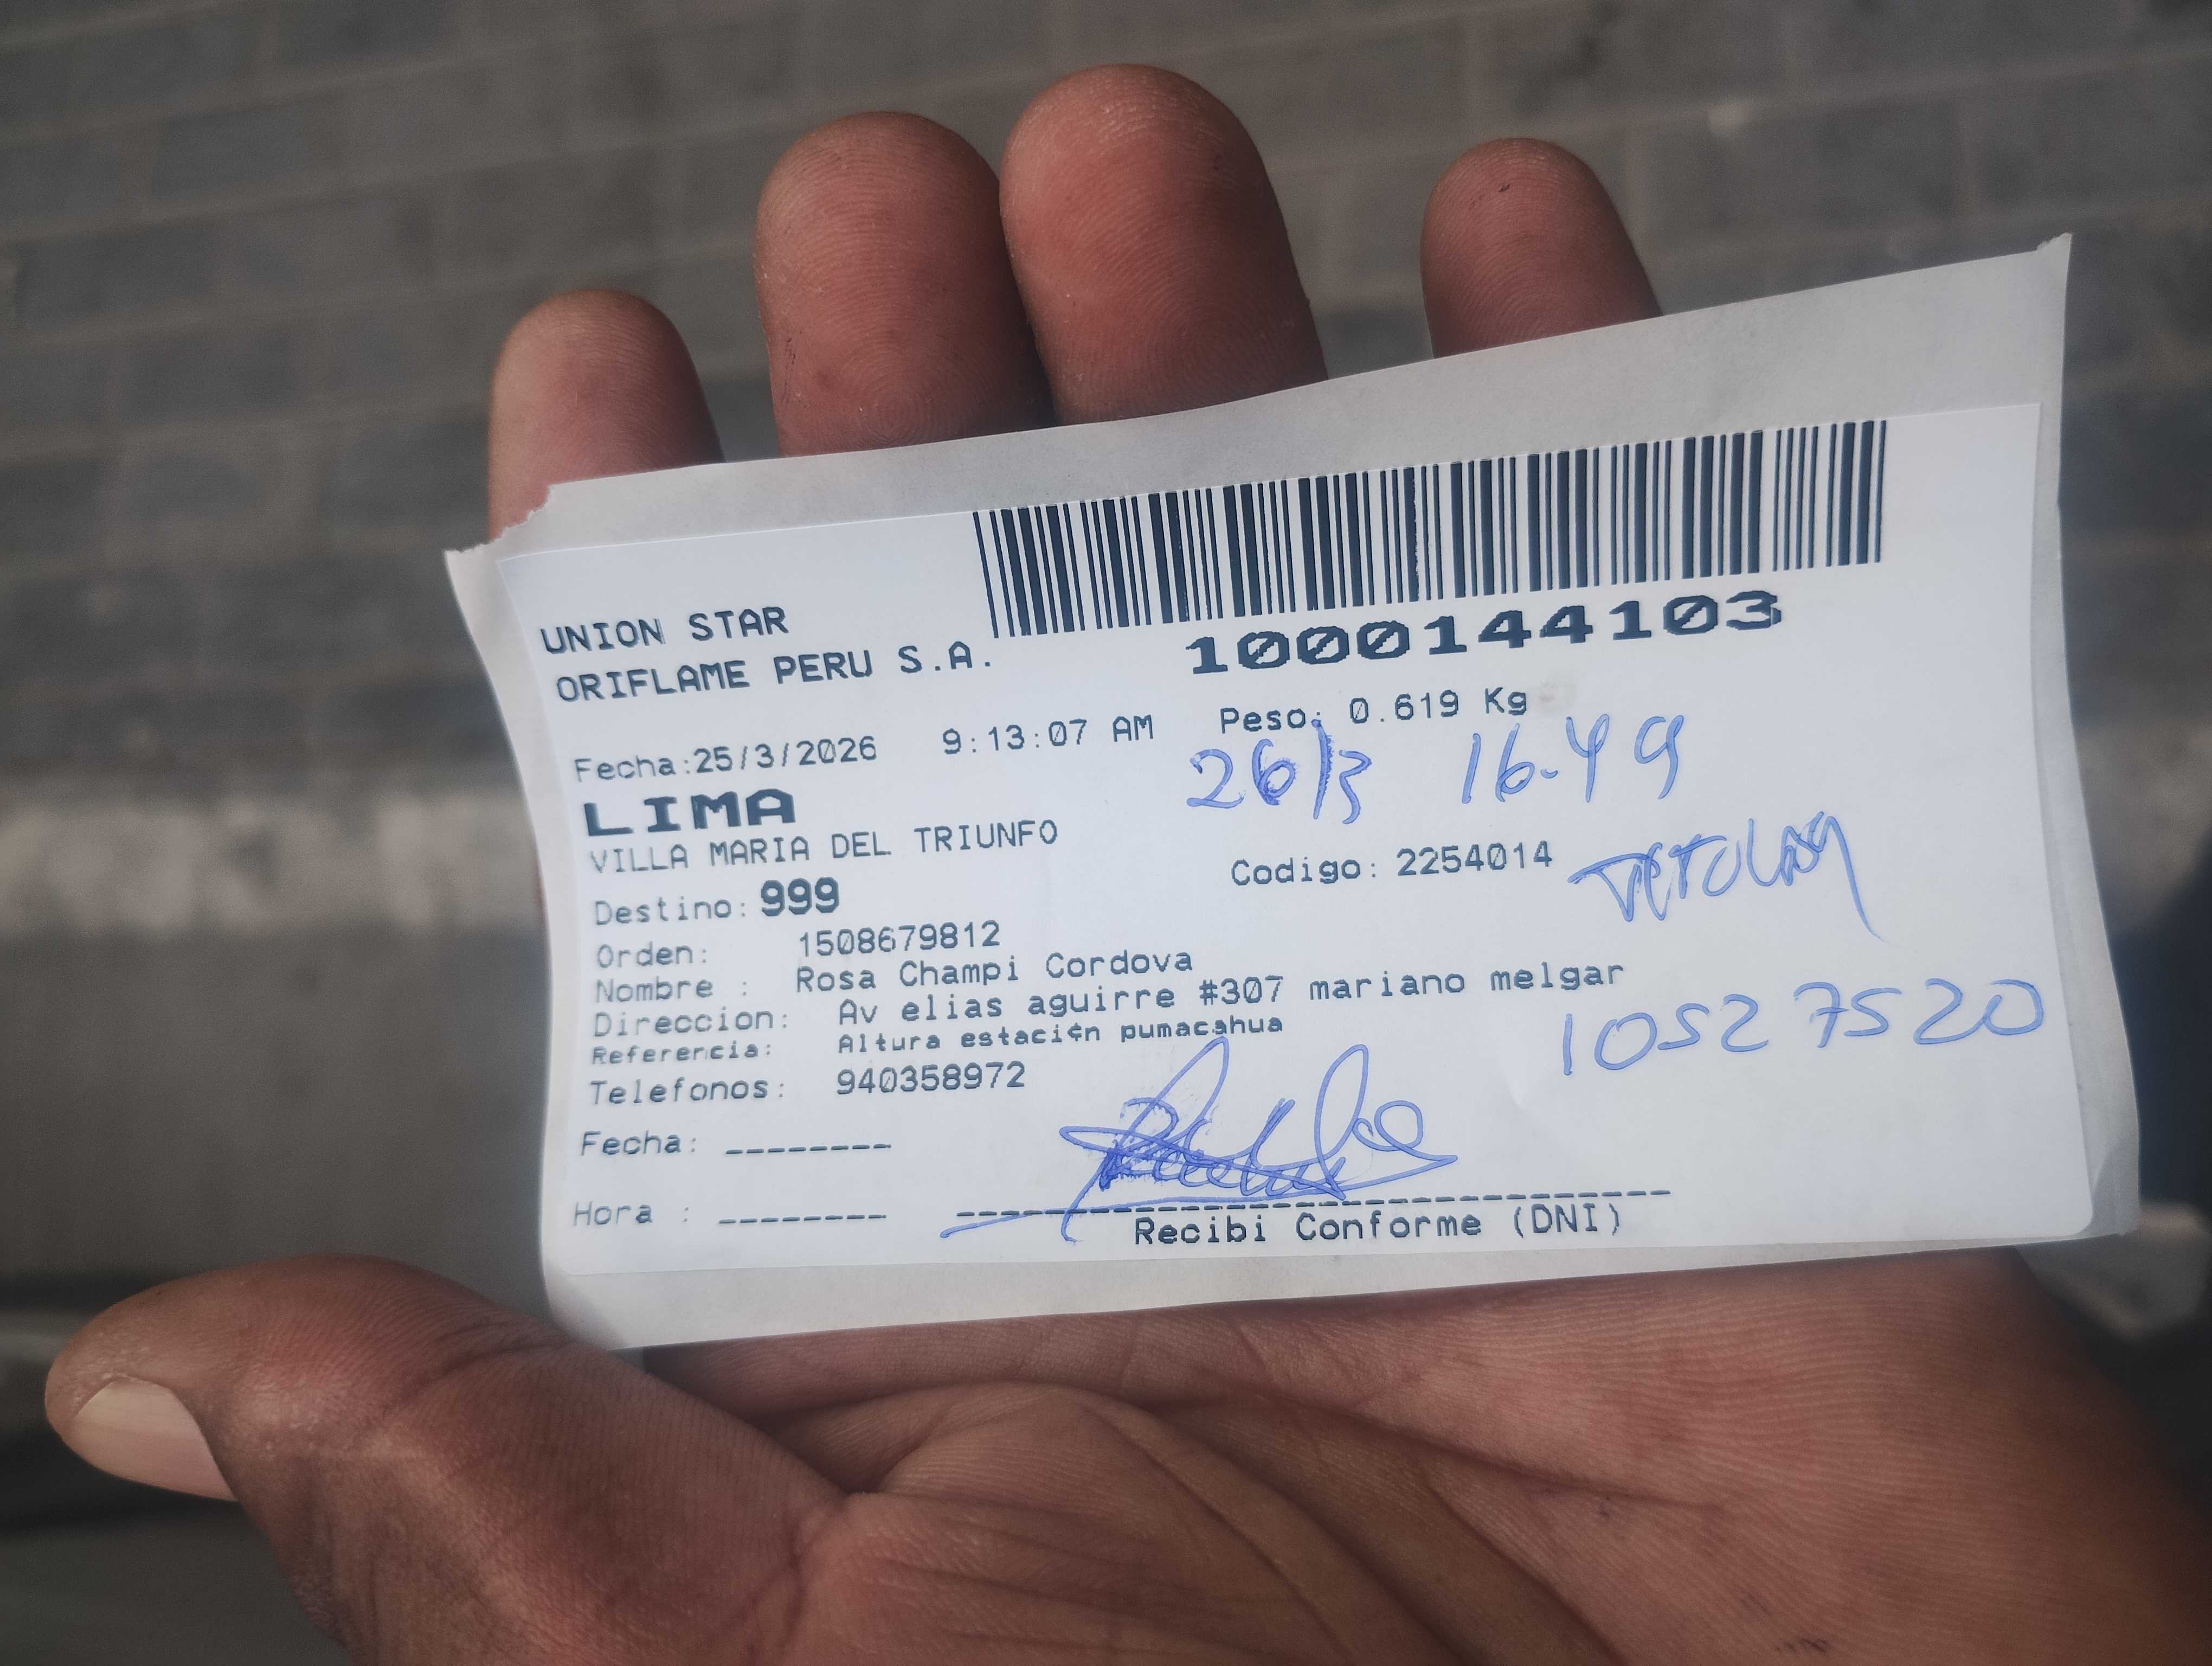 UNION STAR
ORIFLAME PERU S.A.
1000144103
Fecha:25/3/2026 9:13:07 AM Peso: 0.619 Kg
26/3 16-49
LIMA
VILLA MARIA DEL TRIUNFO
Codigo: 2254014
Destino: 999
Orden: 1508679812
Nombre : Rosa Champi Cordova
Direccion: Av elias aguirre #307 mariano melgar
Referencia: Altura estaci¢n pumacahua
10527520
Telefonos: 940358972
Fecha: --------
Hora : --------
Recibi Conforme (DNI)